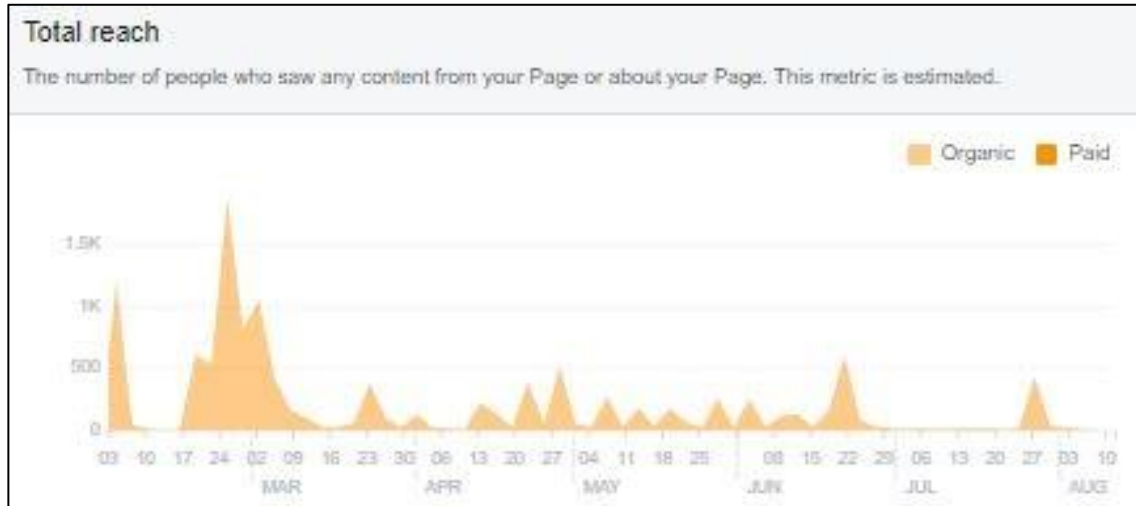 Total reach
The number of people who saw any content from your Page or about your Page. This metric is estimated.
Organic Paid
1.5K
1K
500
0
03 10 17 24 02 09 16 23 30 06 13 20 27 04 11 18 25 08 15 22 29 06 13 20 27 03 10
MAR APR MAY JUN JUL AUG